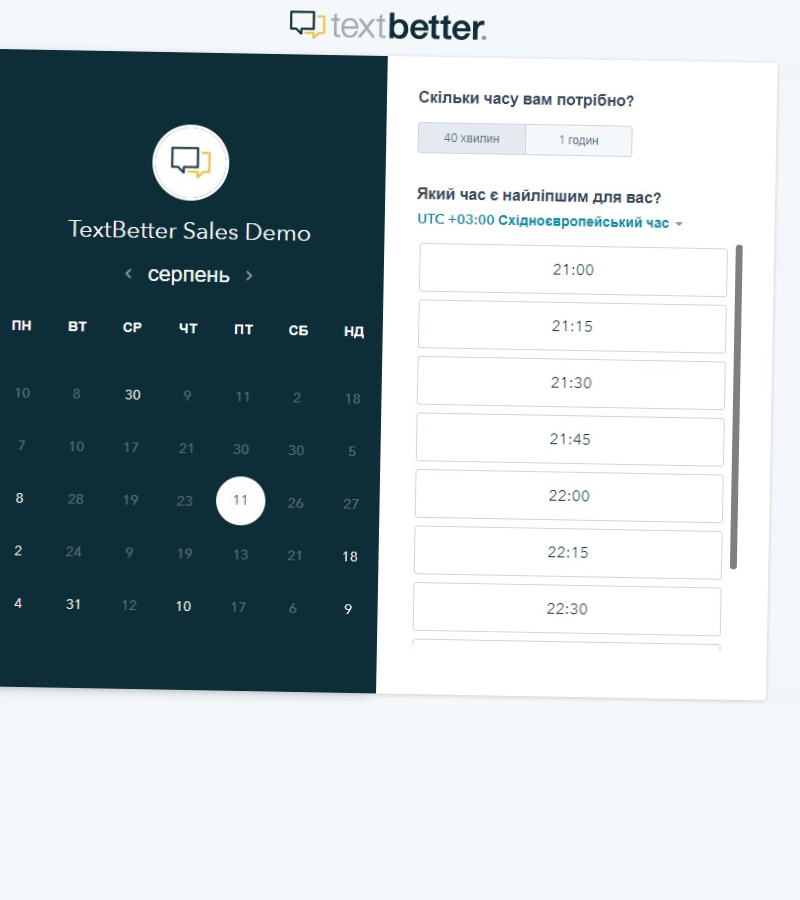 textbetter.
TextBetter Sales Demo
серпень
ПН ВТ СР ЧТ ПТ СБ НД
10 8 30 9 11 2 18
7 10 17 21 30 30 5
8 28 19 23 11 26 27
2 24 9 19 13 21 18
4 31 12 10 17 6 9
Скільки часу вам потрібно?
40 хвилин 1 годин
Який час є найліпшим для вас?
UTC +03:00 Східноєвропейський час
21:00
21:15
21:30
21:45
22:00
22:15
22:30